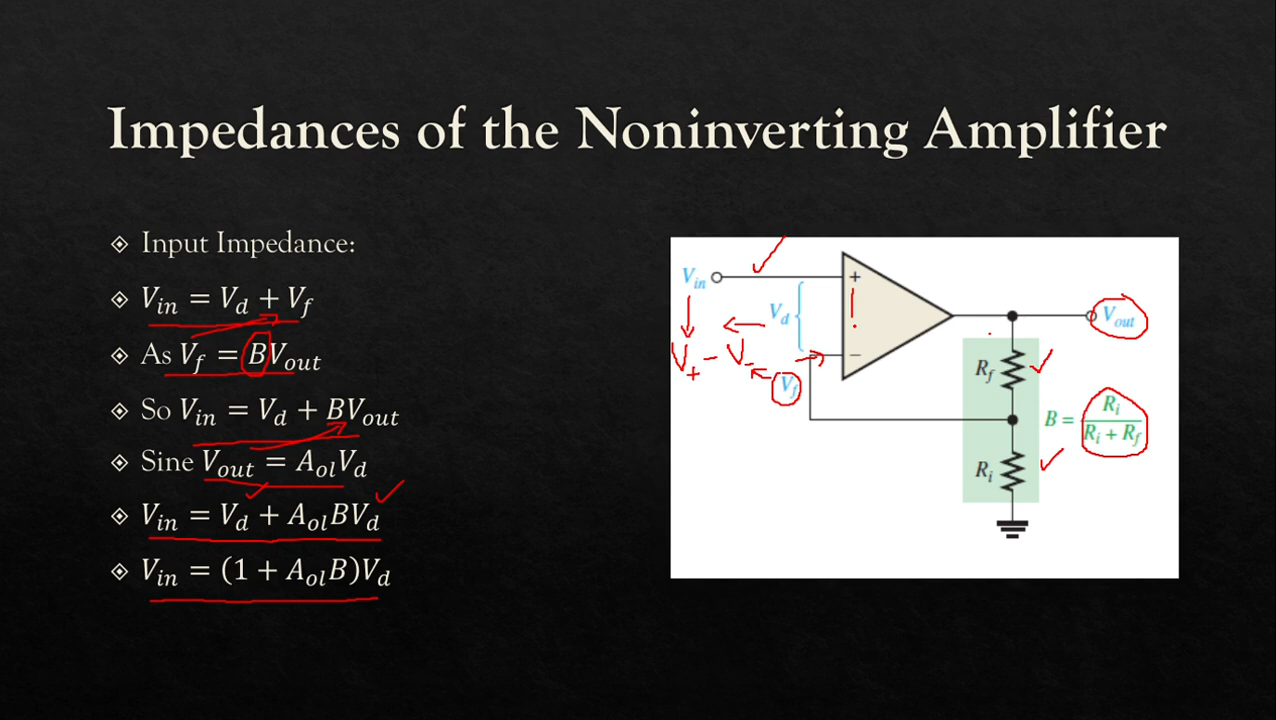 Impedances of the Noninverting Amplifier
Input Impedance:
V_in = V_d + V_f
As V_f = BV_out
So V_in = V_d + BV_out
Sine V_out = A_ol V_d
V_in = V_d + A_ol BV_d
V_in = (1 + A_ol B)V_d
V_in
+
V_d
V_+ - V_-
−
V_f
V_out
R_f
B = R_i / (R_i + R_f)
R_i